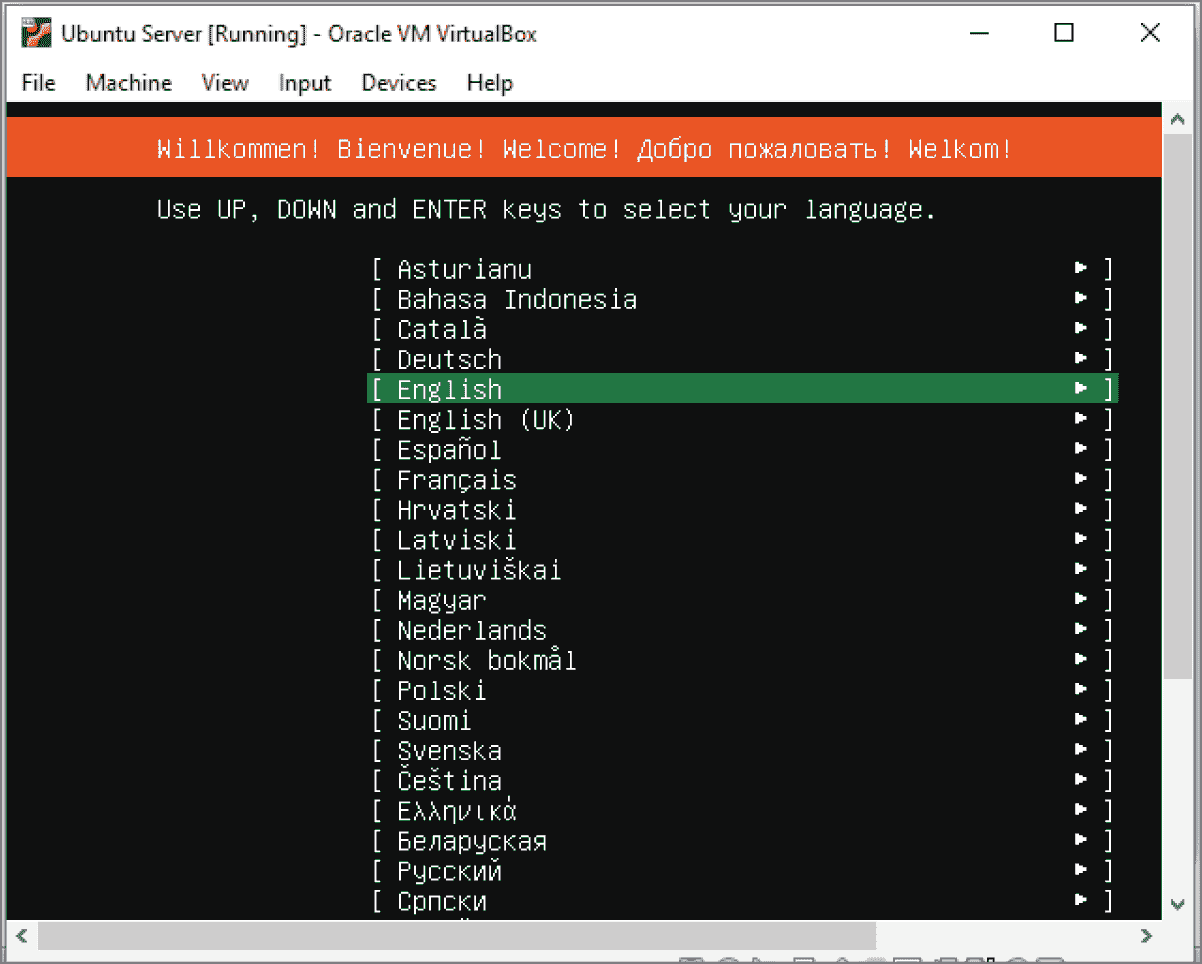 Ubuntu Server [Running] - Oracle VM VirtualBox
File Machine View Input Devices Help
Willkommen! Bienvenue! Welcome! Добро пожаловать! Welkom!
Use UP, DOWN and ENTER keys to select your language.
[ Asturianu ▸ ]
[ Bahasa Indonesia ▸ ]
[ Català ▸ ]
[ Deutsch ▸ ]
[ English ▸ ]
[ English (UK) ▸ ]
[ Español ▸ ]
[ Français ▸ ]
[ Hrvatski ▸ ]
[ Latviski ▸ ]
[ Lietuviškai ▸ ]
[ Magyar ▸ ]
[ Nederlands ▸ ]
[ Norsk bokmål ▸ ]
[ Polski ▸ ]
[ Suomi ▸ ]
[ Svenska ▸ ]
[ Čeština ▸ ]
[ Ελληνικά ▸ ]
[ Беларуская ▸ ]
[ Русский ▸ ]
[ Српски ▸ ]